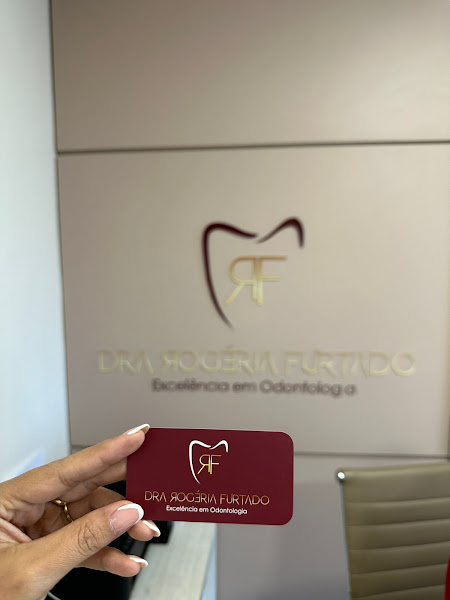 RF
DRA ROGÉRIA FURTADO
Excelência em Odontologia
RF
DRA ROGÉRIA FURTADO
Excelência em Odontologia